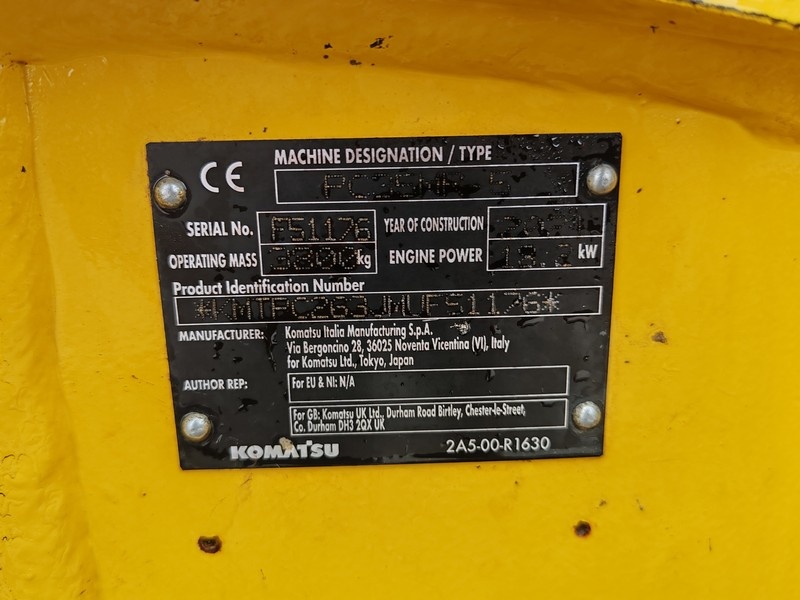 CE MACHINE DESIGNATION / TYPE
SERIAL No. F51176 YEAR OF CONSTRUCTION
OPERATING MASS kg ENGINE POWER 18.2 kW
Product Identification Number
*KMTPC263JMUF51176*
MANUFACTURER: Komatsu Italia Manufacturing S.p.A.
Via Bergoncino 28, 36025 Noventa Vicentina (VI), Italy
for Komatsu Ltd., Tokyo, Japan
AUTHOR REP: For EU & NI: N/A
For GB: Komatsu UK Ltd., Durham Road Birtley, Chester-le-Street,
Co. Durham DH3 2QX UK
KOMATSU 2A5-00-R1630